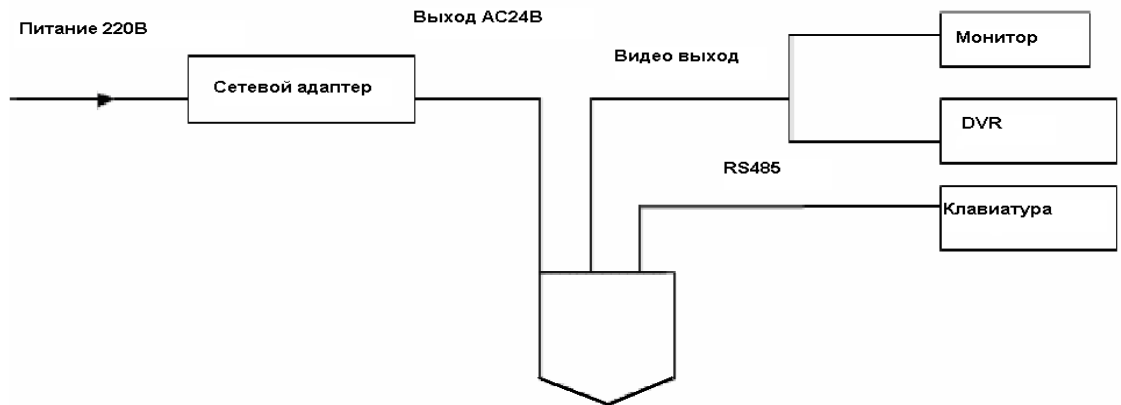 Питание 220В
Выход AC24В
Сетевой адаптер
Видео выход
Монитор
DVR
RS485
Клавиатура